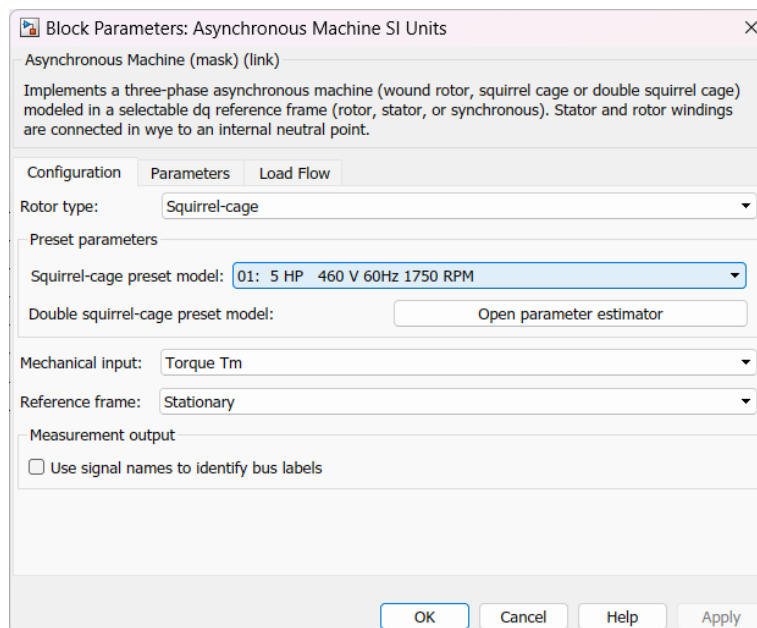 Block Parameters: Asynchronous Machine SI Units
Asynchronous Machine (mask) (link)
Implements a three-phase asynchronous machine (wound rotor, squirrel cage or double squirrel cage)
modeled in a selectable dq reference frame (rotor, stator, or synchronous). Stator and rotor windings
are connected in wye to an internal neutral point.
Configuration Parameters Load Flow
Rotor type: Squirrel-cage
Preset parameters
Squirrel-cage preset model: 01: 5 HP 460 V 60Hz 1750 RPM
Double squirrel-cage preset model: Open parameter estimator
Mechanical input: Torque Tm
Reference frame: Stationary
Measurement output
Use signal names to identify bus labels
OK Cancel Help Apply